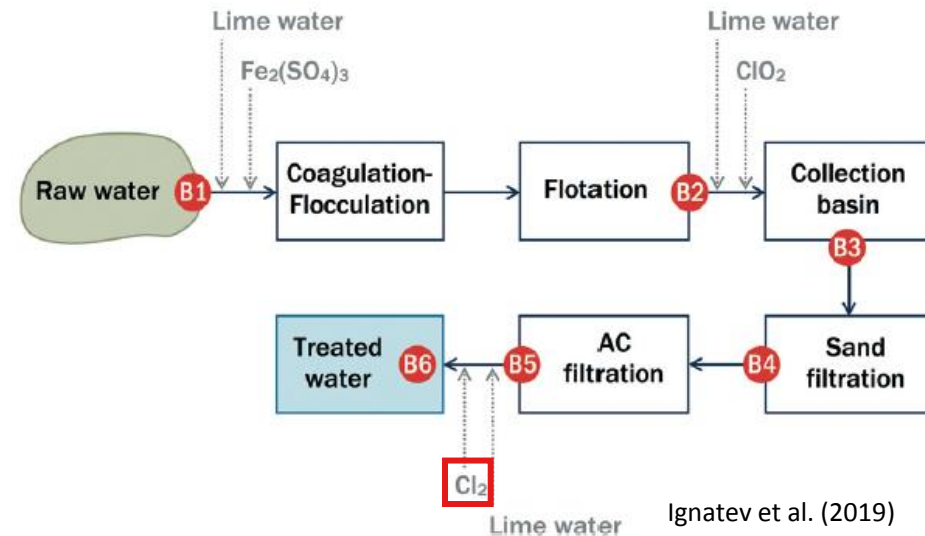 Lime water
Lime water
Fe₂(SO₄)₃
ClO₂
Raw water
B1
Coagulation-
Flocculation
Flotation
B2
Collection
basin
B3
Treated
water
B6
B5
AC
filtration
B4
Sand
filtration
Cl₂
Lime water
Ignatev et al. (2019)